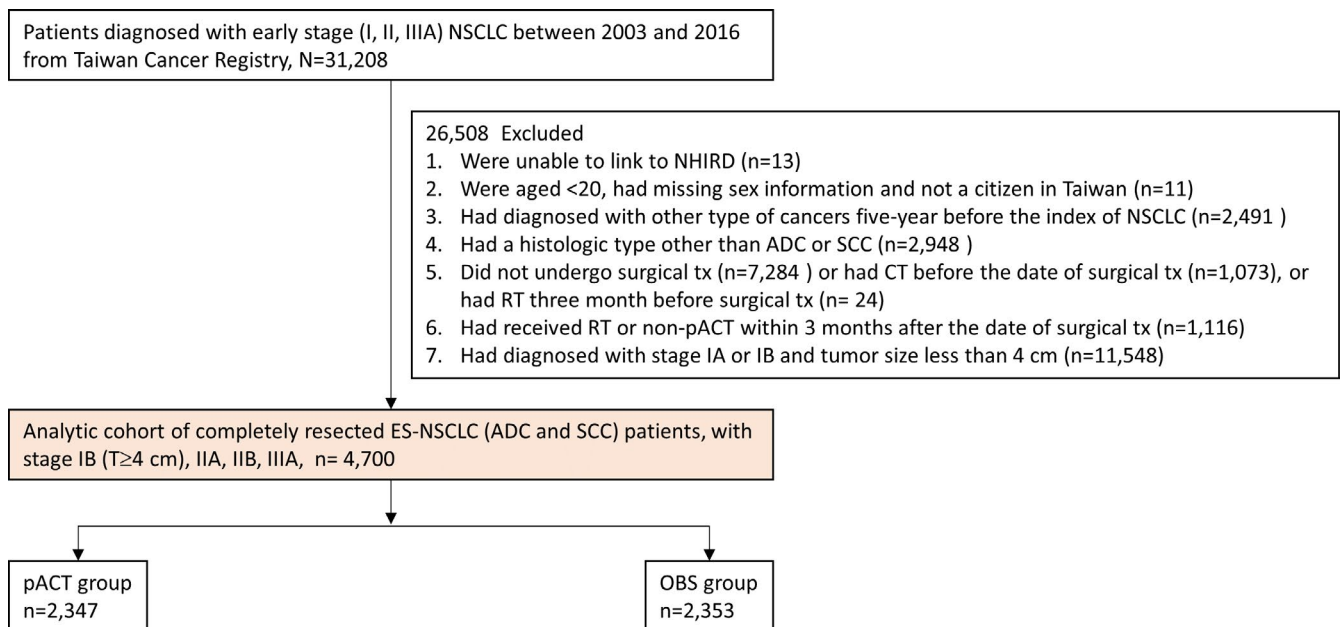 Patients diagnosed with early stage (I, II, IIIA) NSCLC between 2003 and 2016
from Taiwan Cancer Registry, N=31,208
26,508 Excluded
1. Were unable to link to NHIRD (n=13)
2. Were aged <20, had missing sex information and not a citizen in Taiwan (n=11)
3. Had diagnosed with other type of cancers five-year before the index of NSCLC (n=2,491 )
4. Had a histologic type other than ADC or SCC (n=2,948 )
5. Did not undergo surgical tx (n=7,284 ) or had CT before the date of surgical tx (n=1,073), or
had RT three month before surgical tx (n= 24)
6. Had received RT or non-pACT within 3 months after the date of surgical tx (n=1,116)
7. Had diagnosed with stage IA or IB and tumor size less than 4 cm (n=11,548)
Analytic cohort of completely resected ES-NSCLC (ADC and SCC) patients, with
stage IB (T≥4 cm), IIA, IIB, IIIA, n= 4,700
pACT group
n=2,347
OBS group
n=2,353